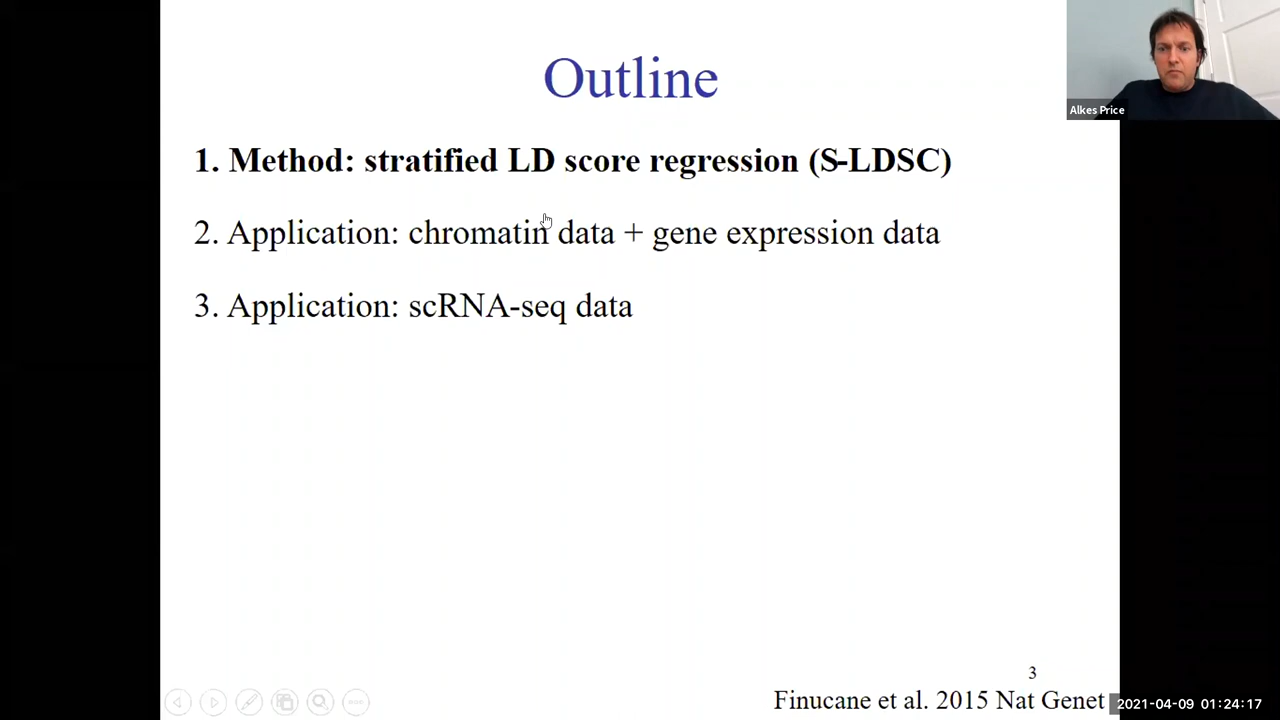 Outline
Alkes Price
1. Method: stratified LD score regression (S-LDSC)
2. Application: chromatin data + gene expression data
3. Application: scRNA-seq data
3
Finucane et al. 2015 Nat Genet
2021-04-09 01:24:17